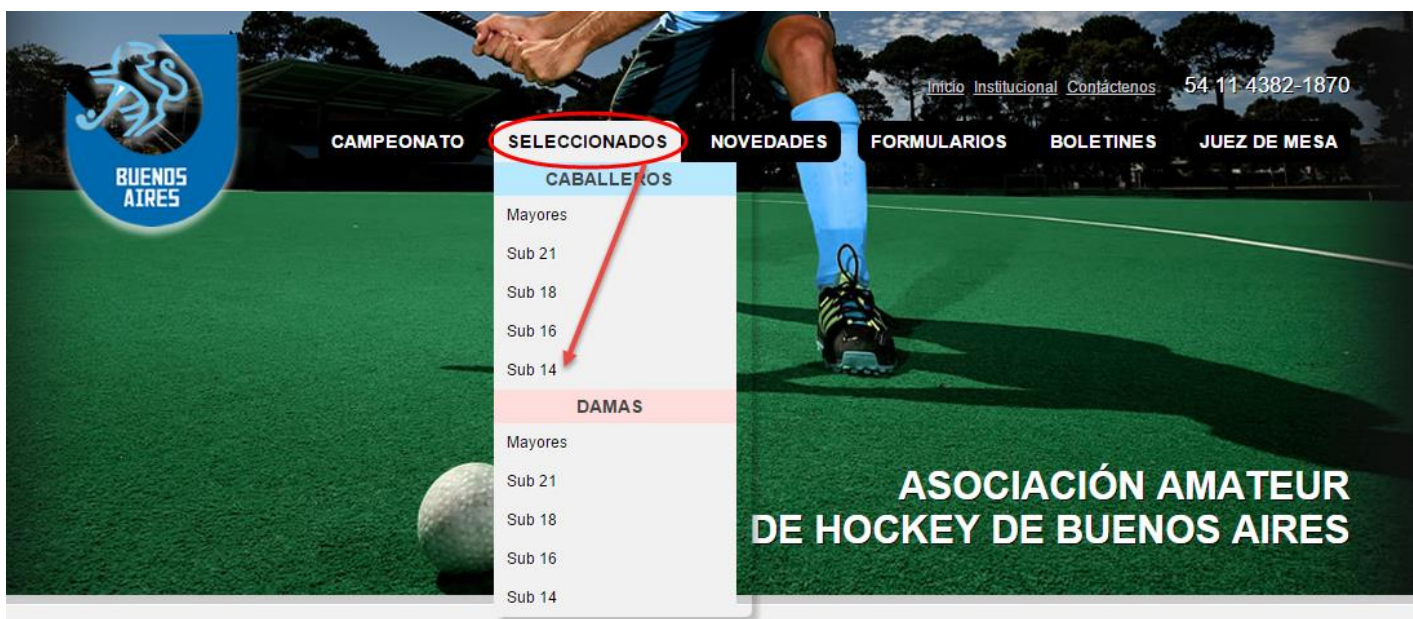 Inicio Institucional Contáctenos 54 11 4382-1870
CAMPEONATO SELECCIONADOS NOVEDADES FORMULARIOS BOLETINES JUEZ DE MESA
BUENOS
AIRES
CABALLEROS
Mayores
Sub 21
Sub 18
Sub 16
Sub 14
DAMAS
Mayores
Sub 21
Sub 18
Sub 16
Sub 14
ASOCIACIÓN AMATEUR
DE HOCKEY DE BUENOS AIRES